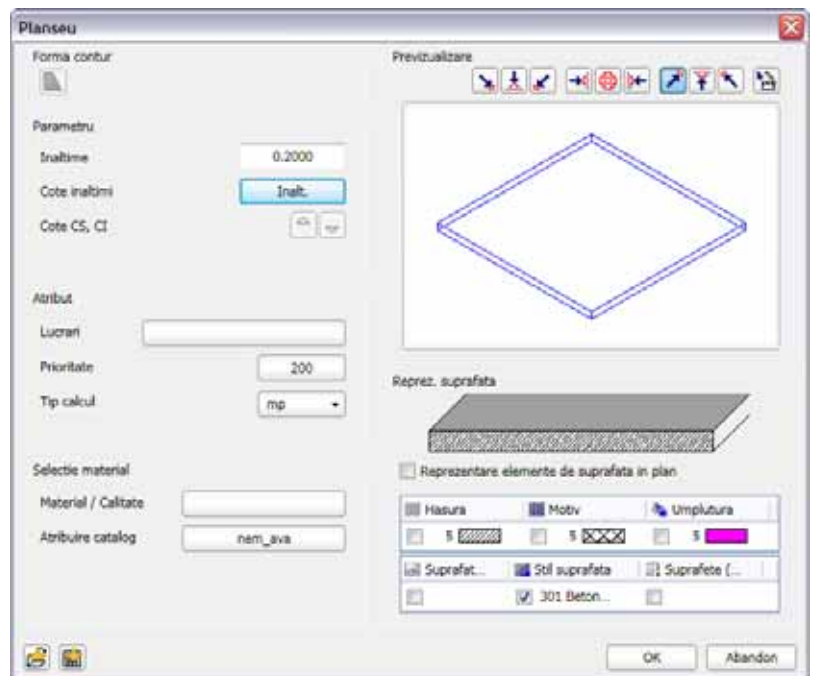 Planseu
Forma contur
Parametru
Inaltime 0.2000
Cote inaltimi Inalt.
Cote CS, CI
Atribut
Lucrari
Prioritate 200
Tip calcul mp
Selectie material
Material / Calitate
Atribuire catalog nem_ava
Previzualizare
Reprez. suprafata
Reprezentare elemente de suprafata in plan
Hasura Motiv Umplutura
5 5 5
Suprafat... Stil suprafata Suprafete (...
301 Beton...
OK Abandon